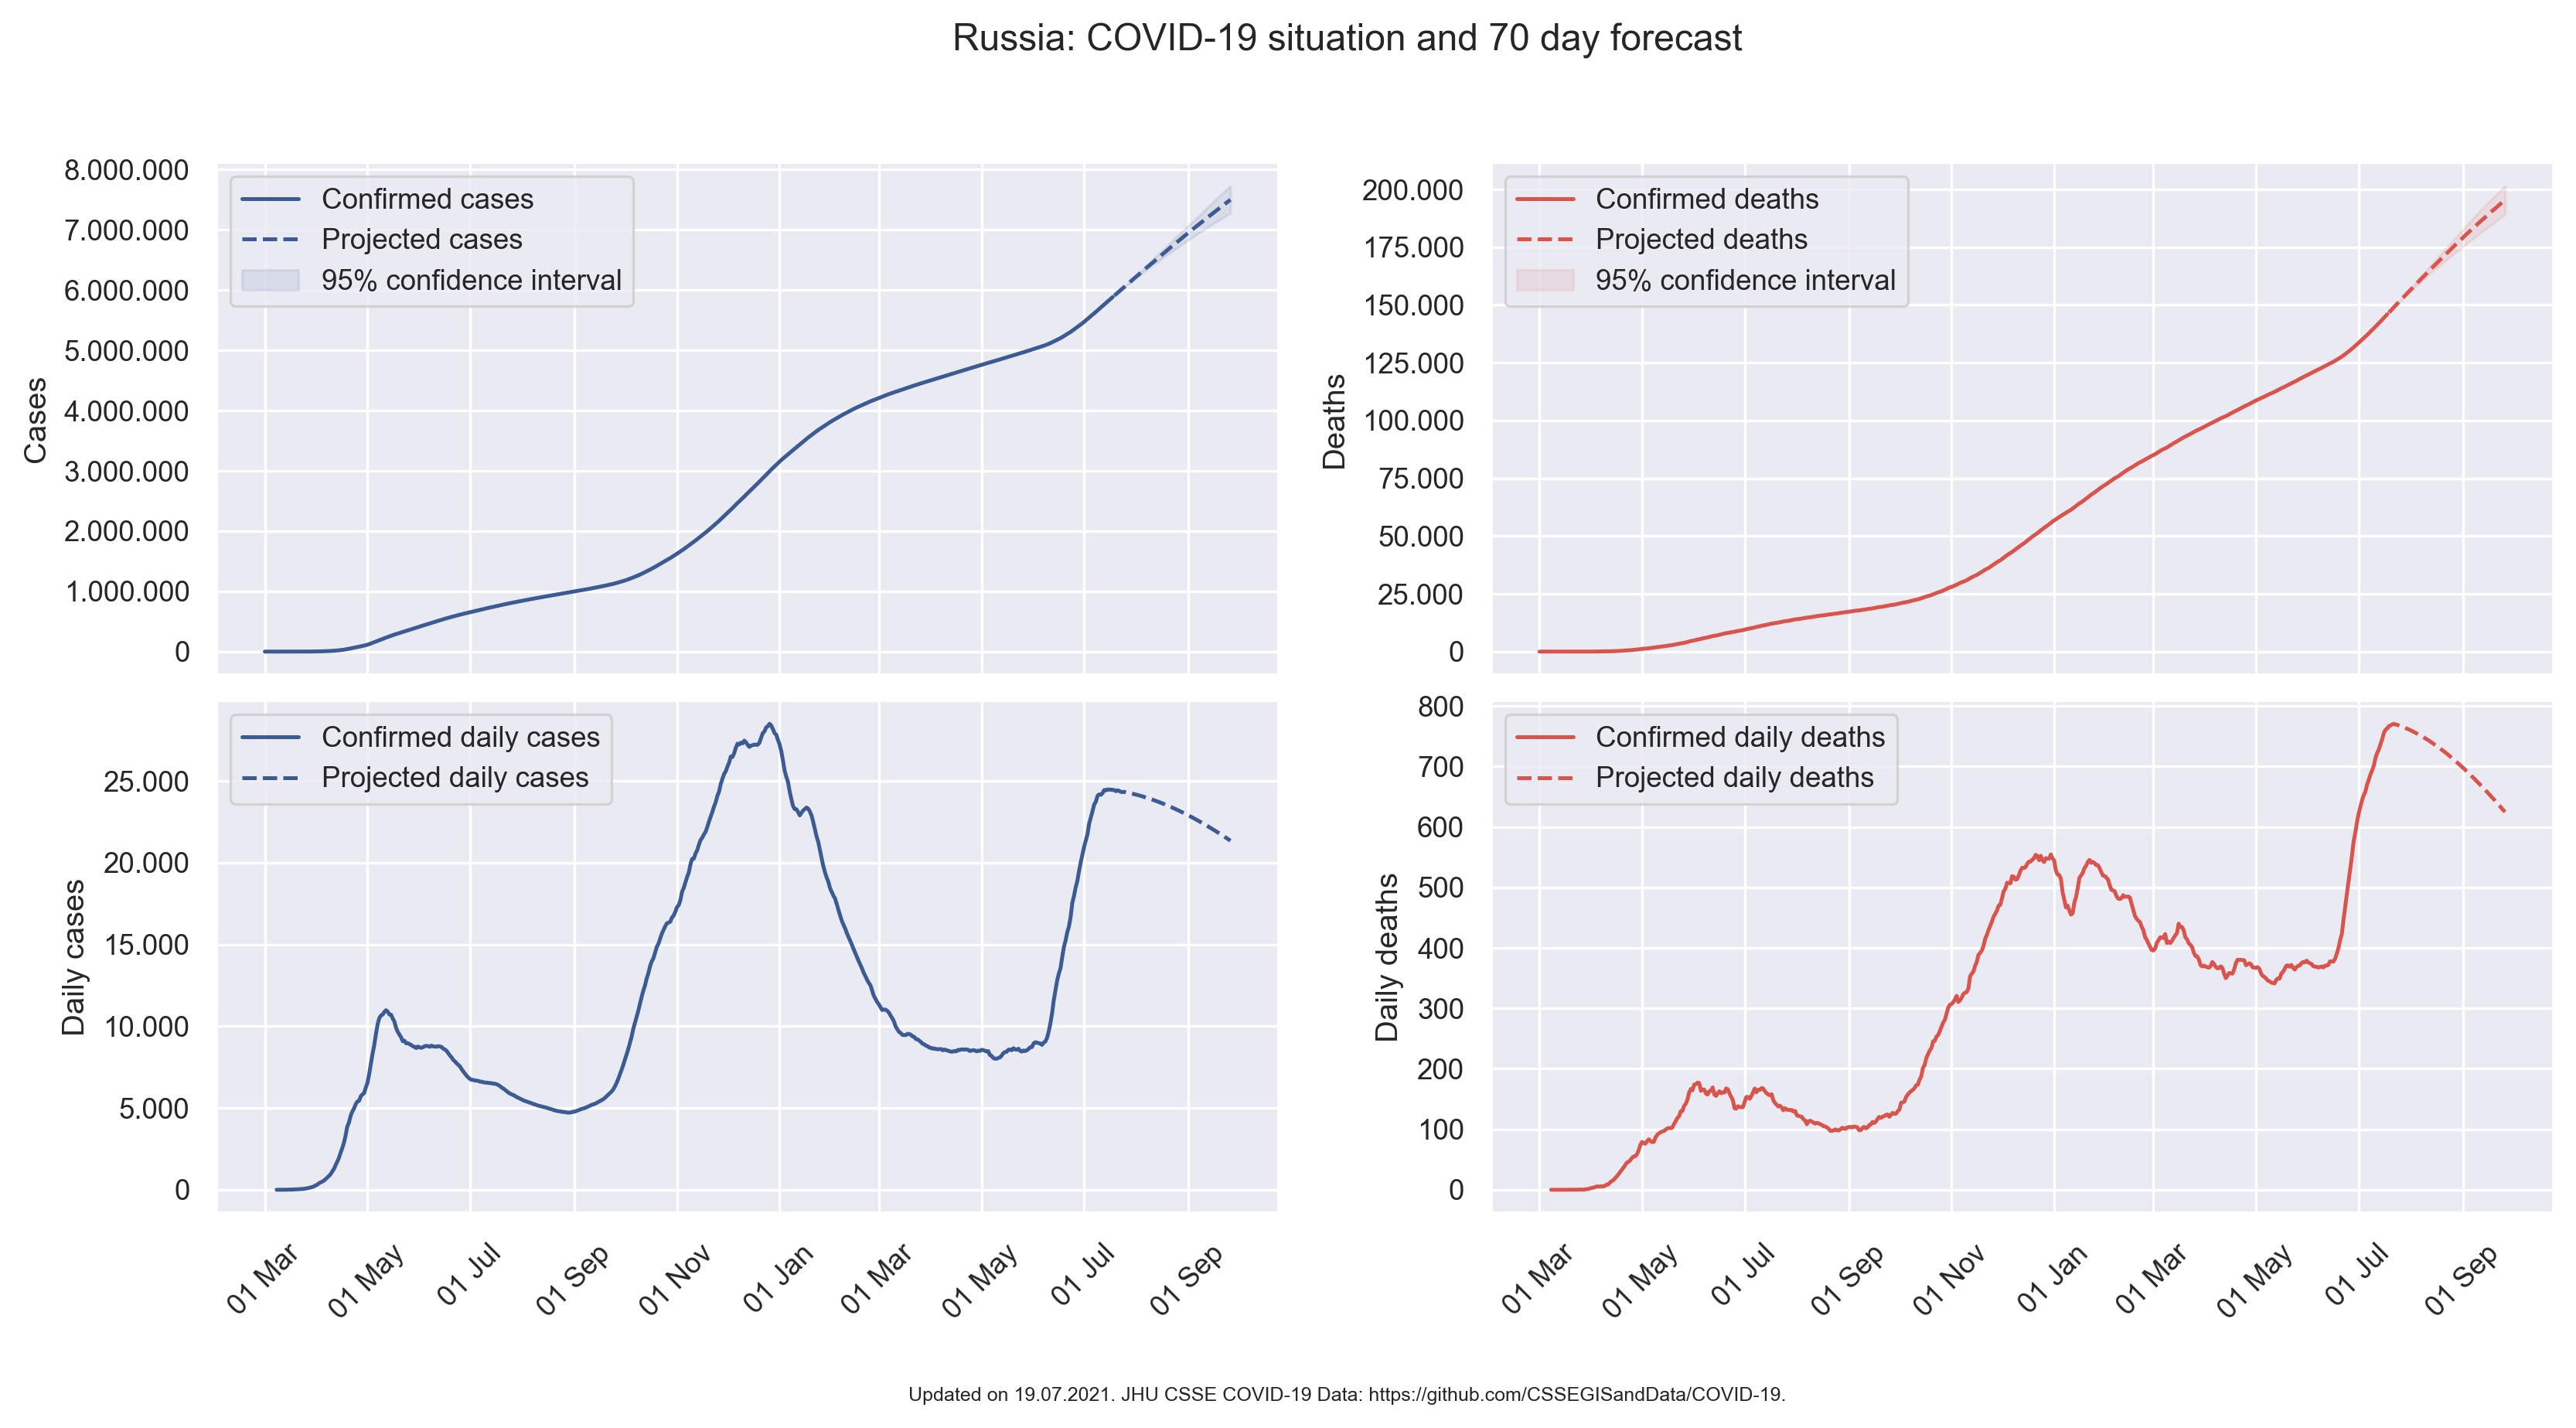 Russia: COVID-19 situation and 70 day forecast
8.000.000
7.000.000
6.000.000
5.000.000
4.000.000
3.000.000
2.000.000
1.000.000
0
Cases
Confirmed cases
Projected cases
95% confidence interval
200.000
175.000
150.000
125.000
100.000
75.000
50.000
25.000
0
Deaths
Confirmed deaths
Projected deaths
95% confidence interval
25.000
20.000
15.000
10.000
5.000
0
Daily cases
Confirmed daily cases
Projected daily cases
01 Mar
01 May
01 Jul
01 Sep
01 Nov
01 Jan
01 Mar
01 May
01 Jul
01 Sep
800
700
600
500
400
300
200
100
0
Daily deaths
Confirmed daily deaths
Projected daily deaths
01 Mar
01 May
01 Jul
01 Sep
01 Nov
01 Jan
01 Mar
01 May
01 Jul
01 Sep
Updated on 19.07.2021. JHU CSSE COVID-19 Data: https://github.com/CSSEGISandData/COVID-19.